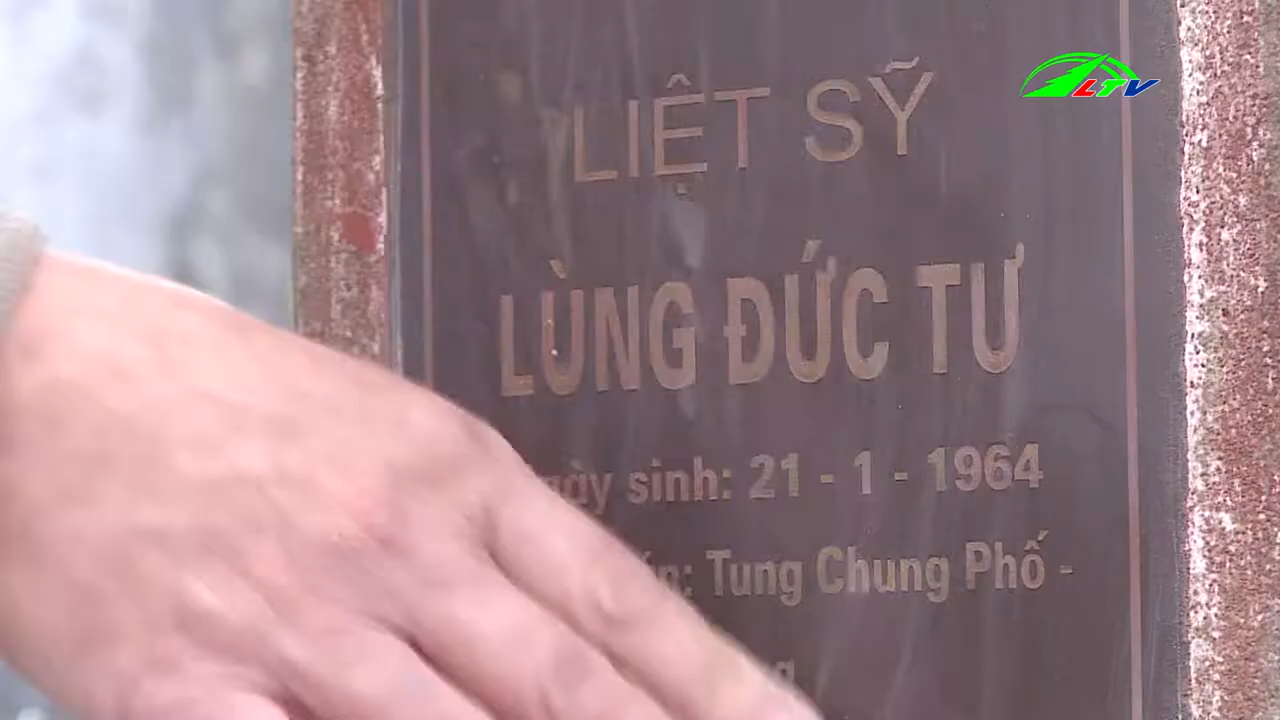 LTV
LIỆT SỸ
LÙNG ĐỨC TƯ
sinh: 21 - 1 - 1964
Tung Chung Phố -